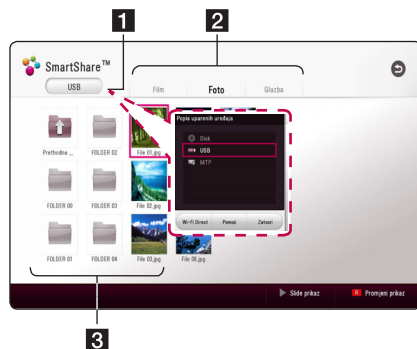 1
2
SmartShare™
USB
Film
Foto
Glazba
Popis uparenih uređaja
Disk
USB
MTP
Wi-Fi Direct
Pomoć
Zatvori
Prethodna ...
FOLDER 02
File 01.jpg
FOLDER 00
FOLDER 03
File 02.jpg
FOLDER 01
FOLDER 04
File 03.jpg
File 06.jpg
Slide prikaz
R
Promjeni prikaz
3